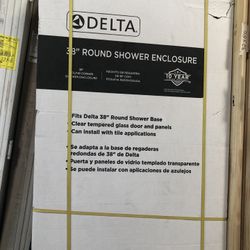 DELTA
38" ROUND SHOWER ENCLOSURE
10 YEAR
-Fits Delta 38" Round Shower Base
-Clear tempered glass door and panels
-Can install with tile applications
•Se adapta a la base de regaderas
redondas de 38" de Delta
•Puerta y paneles de vidrio templado transparente
•Se puede instalar con aplicaciones de azulejos